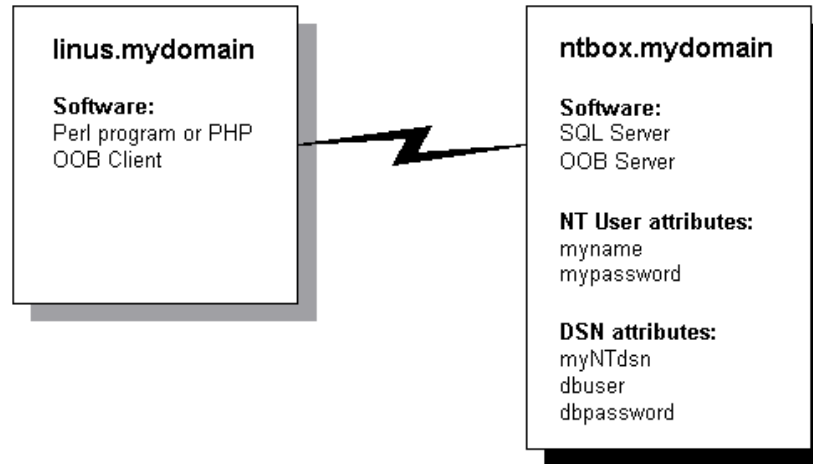 linus.mydomain
Software:
Perl program or PHP
OOB Client
ntbox.mydomain
Software:
SQL Server
OOB Server
NT User attributes:
myname
mypassword
DSN attributes:
myNTdsn
dbuser
dbpassword